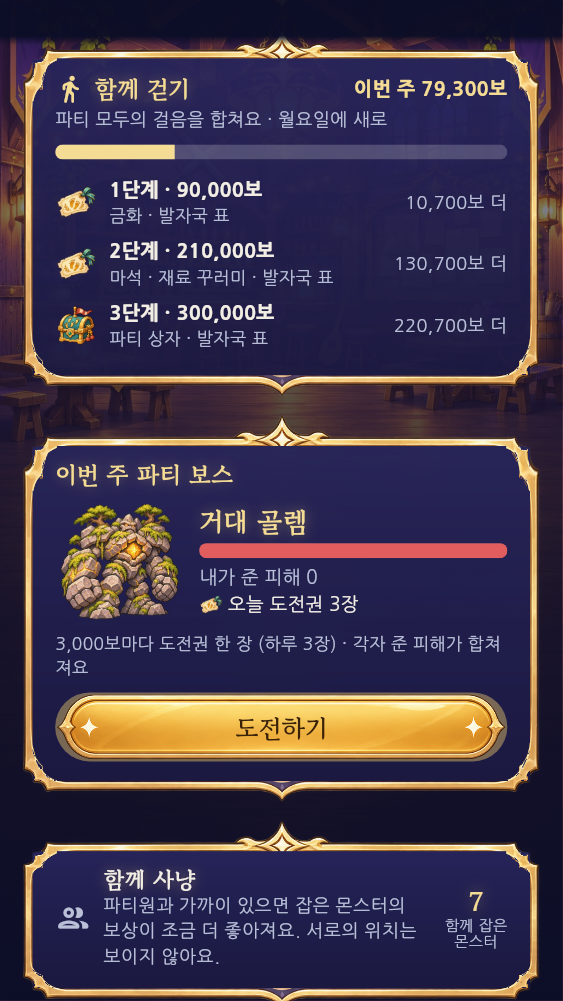 함께 걷기
이번 주 79,300보
파티 모두의 걸음을 합쳐요 · 월요일에 새로
1단계 · 90,000보
금화 · 발자국 표
10,700보 더
2단계 · 210,000보
마석 · 재료 꾸러미 · 발자국 표
130,700보 더
3단계 · 300,000보
파티 상자 · 발자국 표
220,700보 더
이번 주 파티 보스
거대 골렘
내가 준 피해 0
오늘 도전권 3장
3,000보마다 도전권 한 장 (하루 3장) · 각자 준 피해가 합쳐
져요
도전하기
함께 사냥
파티원과 가까이 있으면 잡은 몬스터의
보상이 조금 더 좋아져요. 서로의 위치는
보이지 않아요.
7
함께 잡은
몬스터